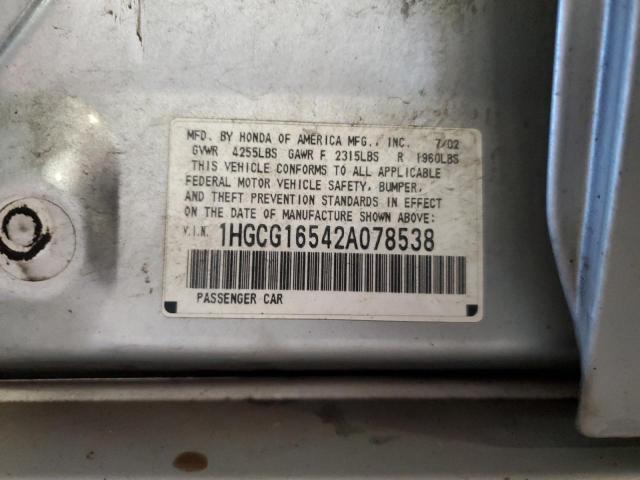 MFD. BY HONDA OF AMERICA MFG., INC. 7/02
GVWR 4255LBS GAWR F 2315LBS R 1960LBS
THIS VEHICLE CONFORMS TO ALL APPLICABLE
FEDERAL MOTOR VEHICLE SAFETY, BUMPER,
AND THEFT PREVENTION STANDARDS IN EFFECT
ON THE DATE OF MANUFACTURE SHOWN ABOVE:
V.I.N. 1HGCG16542A078538
PASSENGER CAR